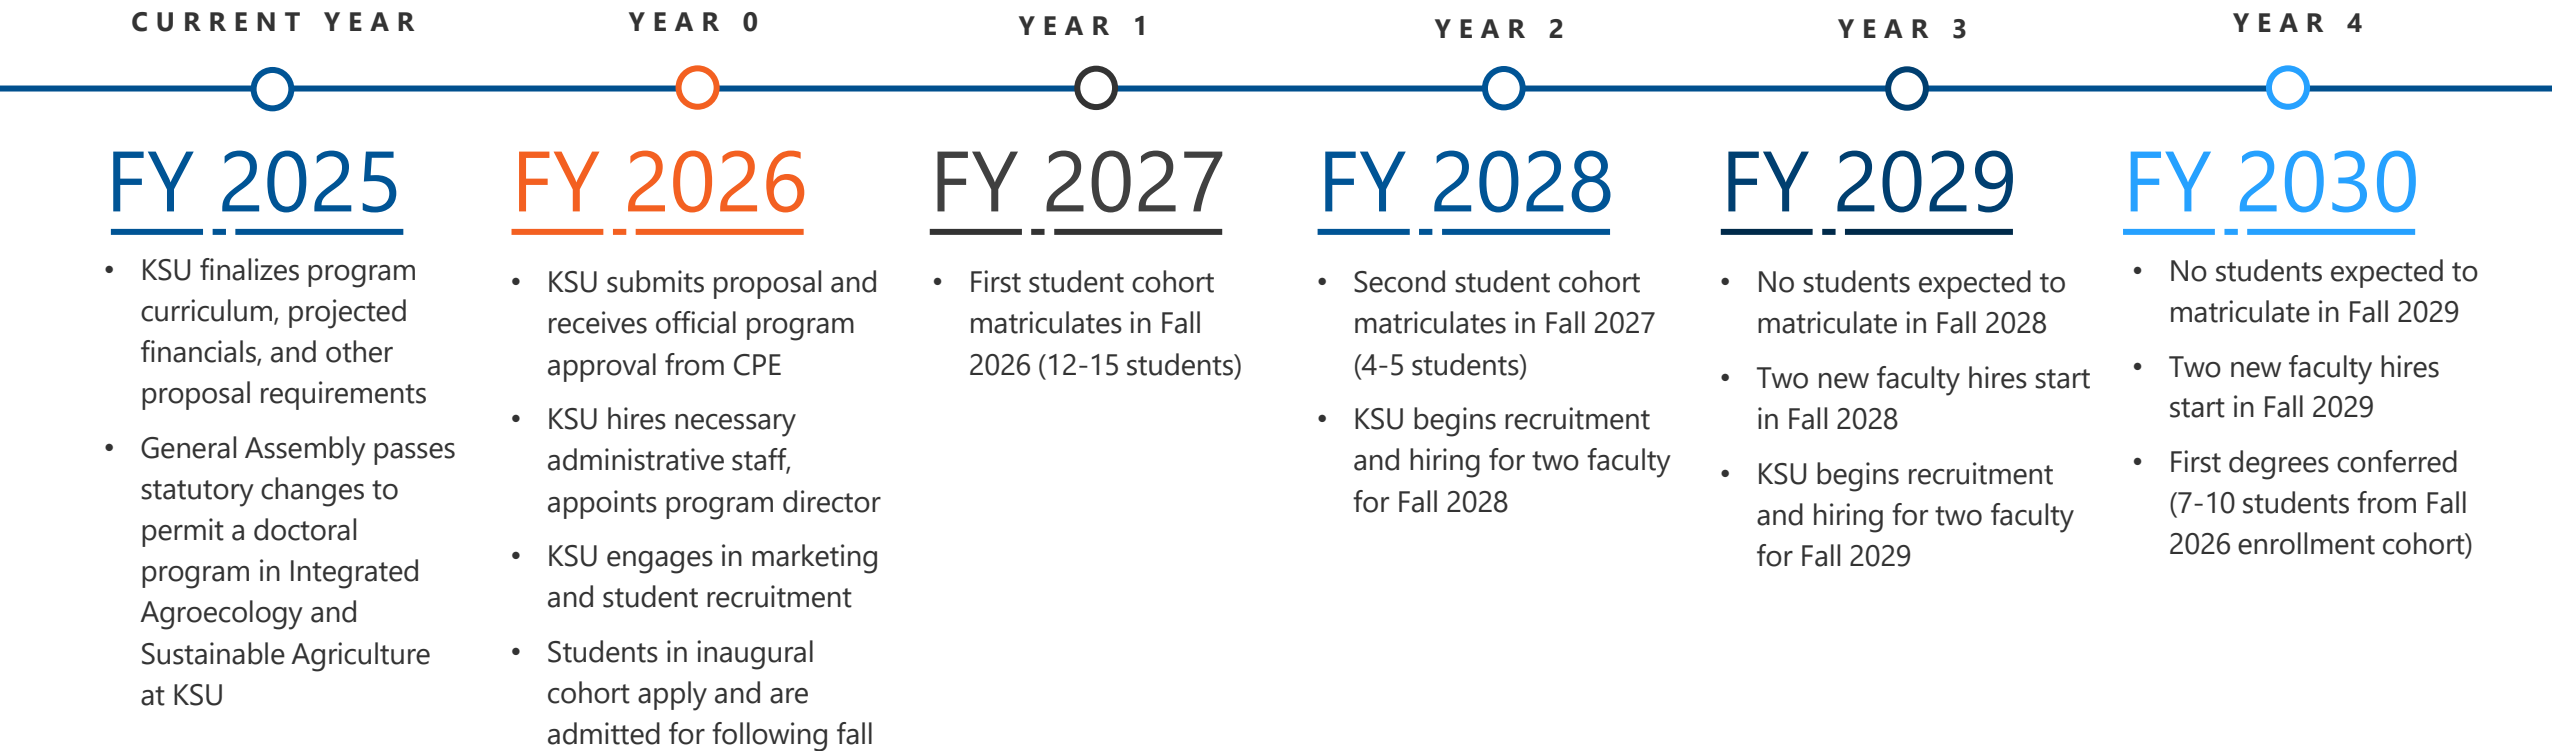 CURRENT YEAR
FY 2025
• KSU finalizes program
curriculum, projected
financials, and other
proposal requirements
• General Assembly passes
statutory changes to
permit a doctoral
program in Integrated
Agroecology and
Sustainable Agriculture
at KSU
YEAR 0
FY 2026
• KSU submits proposal and
receives official program
approval from CPE
• KSU hires necessary
administrative staff,
appoints program director
• KSU engages in marketing
and student recruitment
• Students in inaugural
cohort apply and are
admitted for following fall
YEAR 1
FY 2027
• First student cohort
matriculates in Fall
2026 (12-15 students)
YEAR 2
FY 2028
• Second student cohort
matriculates in Fall 2027
(4-5 students)
• KSU begins recruitment
and hiring for two faculty
for Fall 2028
YEAR 3
FY 2029
• No students expected to
matriculate in Fall 2028
• Two new faculty hires start
in Fall 2028
• KSU begins recruitment
and hiring for two faculty
for Fall 2029
YEAR 4
FY 2030
• No students expected to
matriculate in Fall 2029
• Two new faculty hires
start in Fall 2029
• First degrees conferred
(7-10 students from Fall
2026 enrollment cohort)